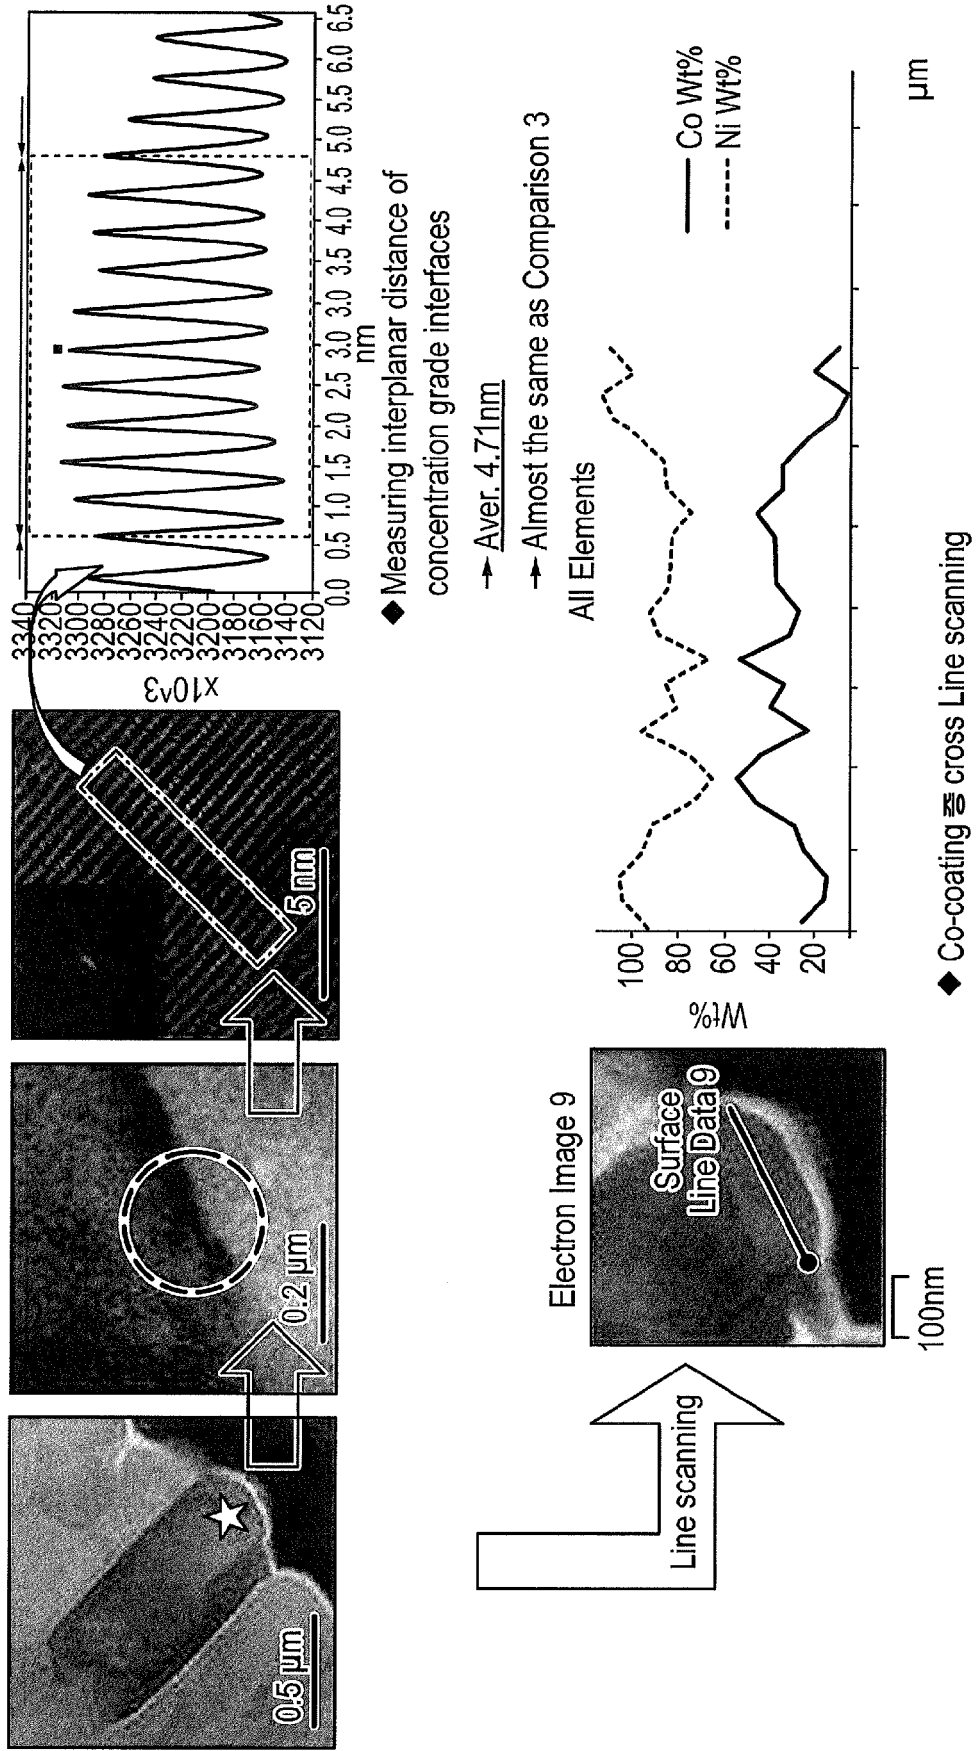 0.5 μm
0.2 μm
5 nm
x10^3
3340
3320
3300
3280
3260
3240
3220
3200
3180
3160
3140
3120
0.0 0.5 1.0 1.5 2.0 2.5 3.0 3.5 4.0 4.5 5.0 5.5 6.0 6.5
nm
◆ Measuring interplanar distance of
concentration grade interfaces
→ Aver. 4.71nm
→ Almost the same as Comparison 3
Line scanning
Electron Image 9
Surface
Line Data 9
100nm
All Elements
Wt%
100
80
60
40
20
Co Wt%
Ni Wt%
μm
◆ Co-coating 층 cross Line scanning